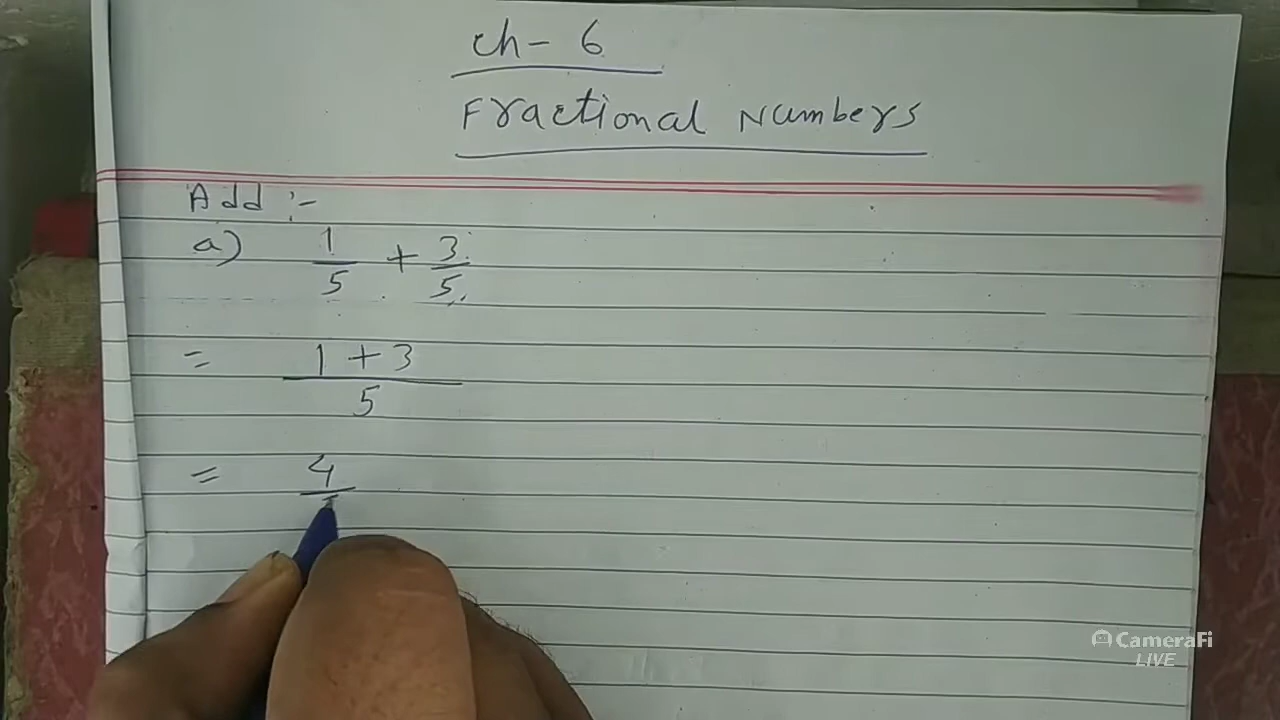 ch- 6
Fractional Numbers
Add :-
a) 1/5 + 3/5
= 1 + 3 / 5
= 4/
CameraFi
LIVE